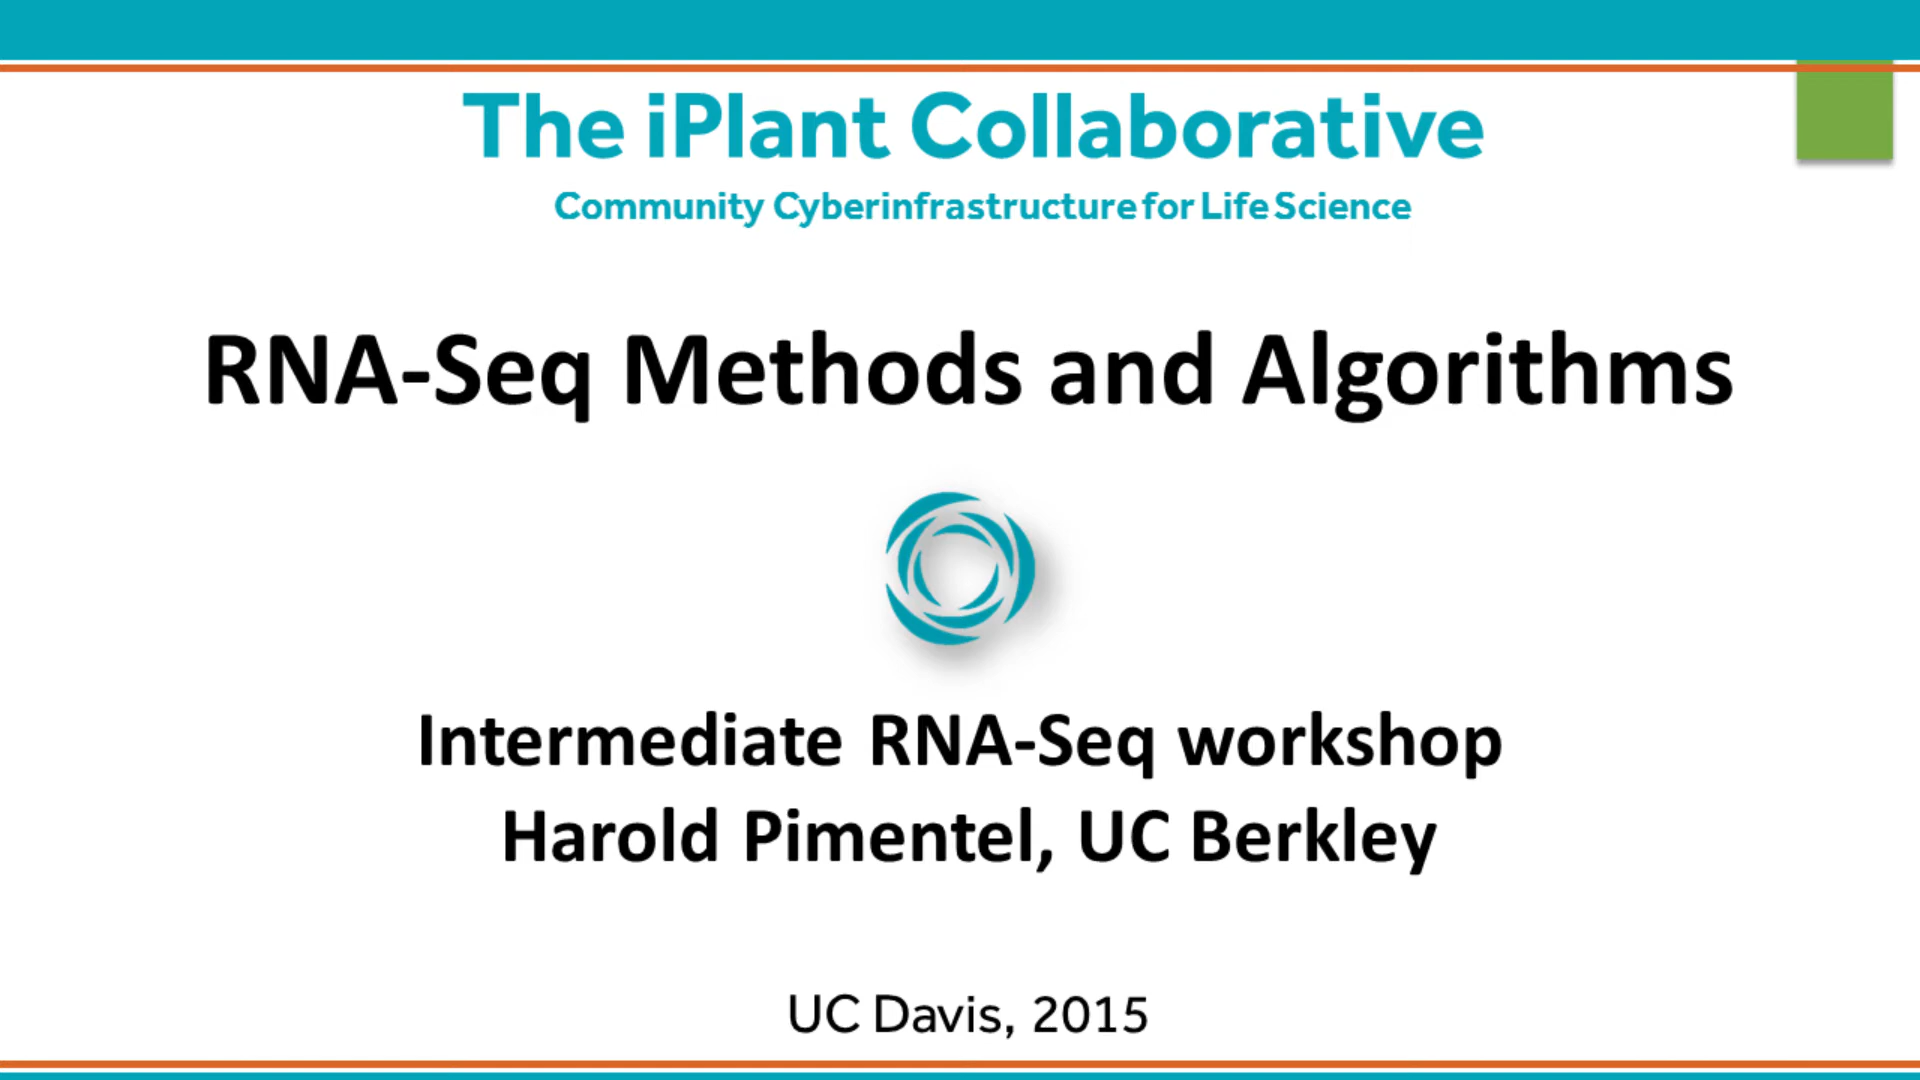 The iPlant Collaborative
Community Cyberinfrastructure for Life Science
RNA-Seq Methods and Algorithms
Intermediate RNA-Seq workshop
Harold Pimentel, UC Berkley
UC Davis, 2015